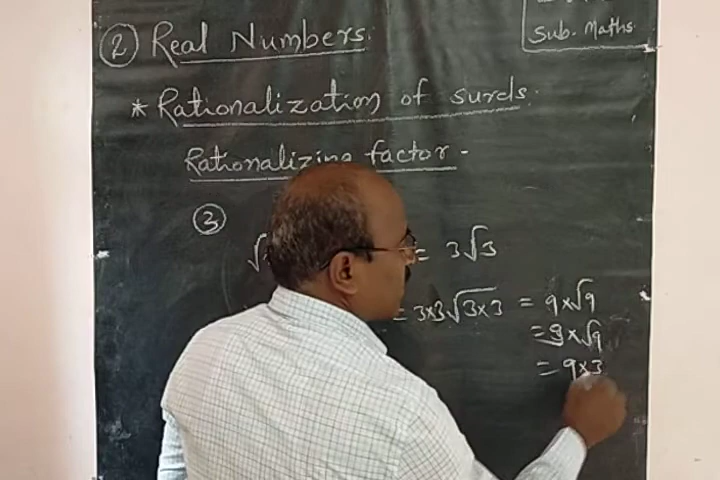 ② Real Numbers.
Sub. Maths.
* Rationalization of surds.
Rationalizing factor -
③
= 3√3
= 3×3√3×3 = 9×√9
= 9×√9
= 9×3